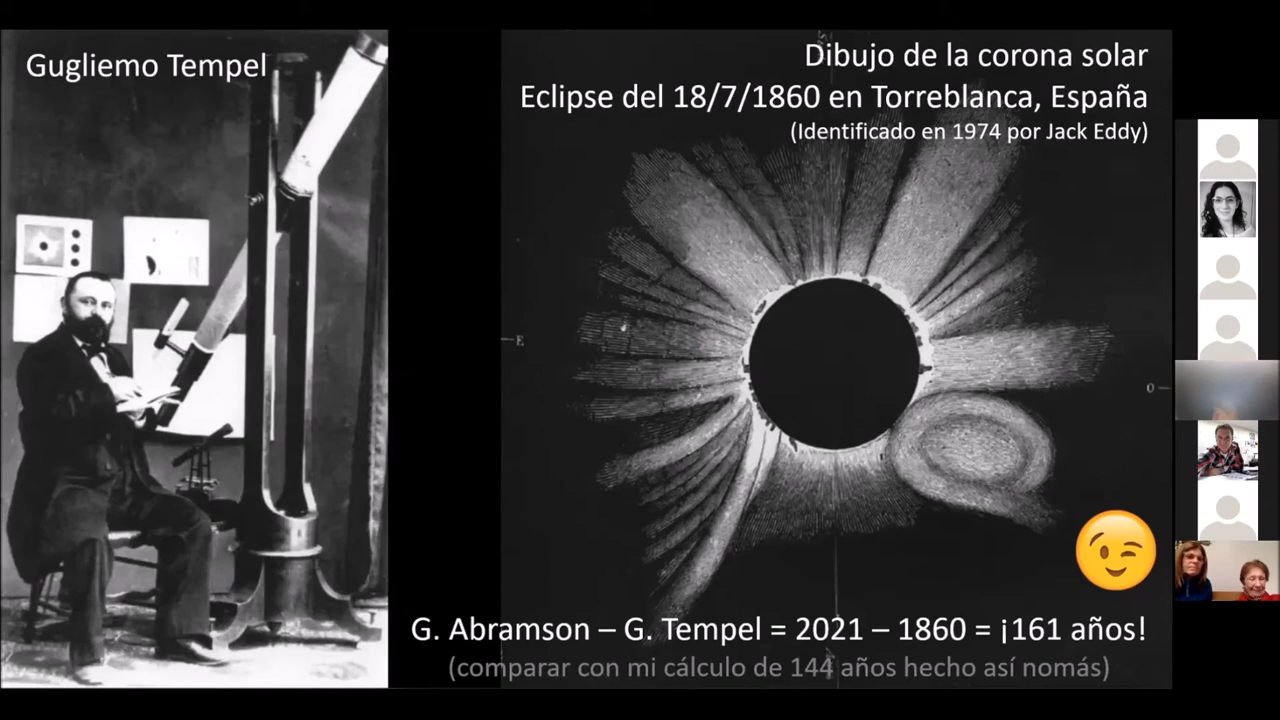 Gugliemo Tempel
Dibujo de la corona solar
Eclipse del 18/7/1860 en Torreblanca, España
(Identificado en 1974 por Jack Eddy)
E
O
G. Abramson – G. Tempel = 2021 – 1860 = ¡161 años!
(comparar con mi cálculo de 144 años hecho así nomás)